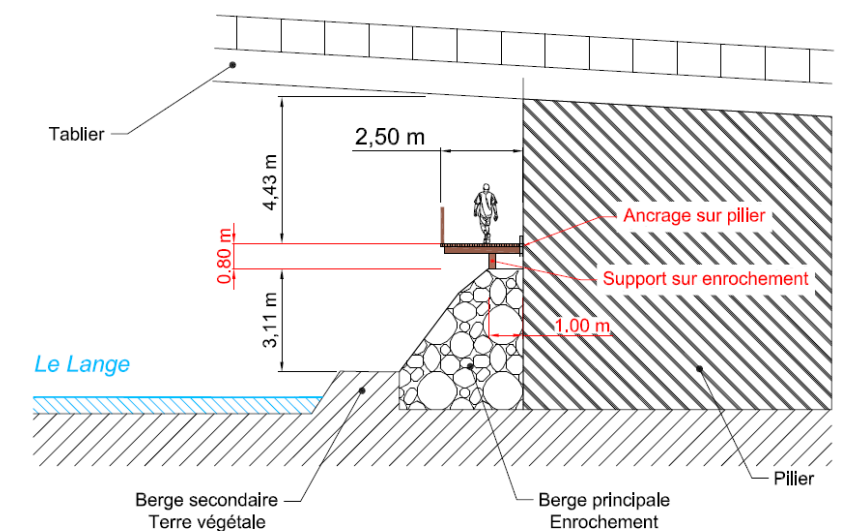 Tablier
2,50 m
4,43 m
Ancrage sur pilier
0,80 m
Support sur enrochement
3,11 m
1,00 m
Le Lange
Pilier
Berge secondaire
Terre végétale
Berge principale
Enrochement